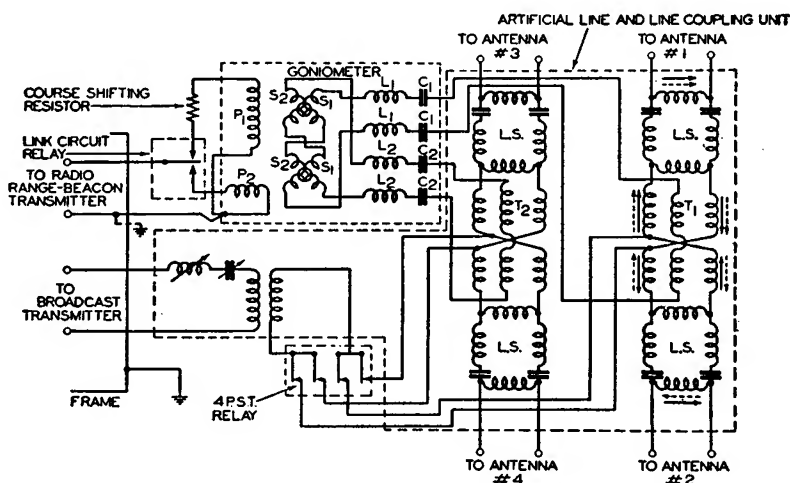 ARTIFICIAL LINE AND LINE COUPLING UNIT
TO ANTENNA
#3
TO ANTENNA
#1
GONIOMETER
COURSE SHIFTING
RESISTOR
P1
S2
S1
L1
C1
L1
C1
L.S.
L.S.
LINK CIRCUIT
RELAY
S2
S1
L2
C2
L2
C2
P2
T2
T1
TO RADIO
RANGE-BEACON
TRANSMITTER
TO
BROADCAST
TRANSMITTER
L.S.
L.S.
FRAME
4 P.S.T.
RELAY
TO ANTENNA
#4
TO ANTENNA
#2